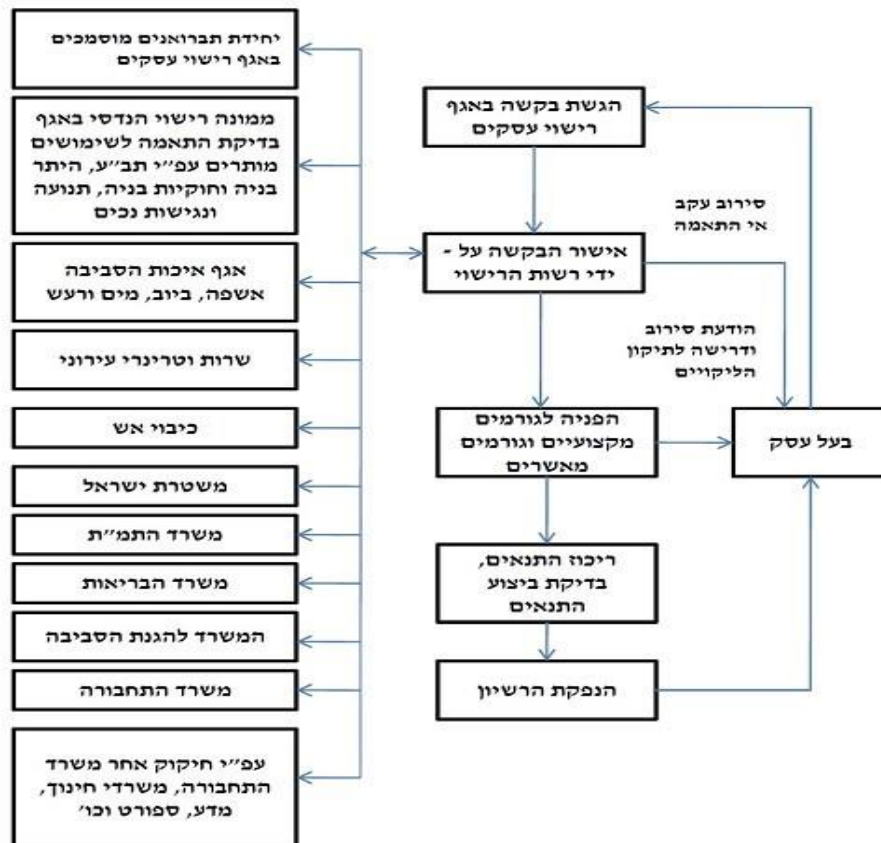 הגשת בקשה באגף
רישוי עסקים
סירוב עקב
אי התאמה
אישור הבקשה על -
ידי רשות הרישוי
הודעת סירוב
ודרישה לתיקון
הליקויים
הפניה לגורמים
מקצועיים וגורמים
מאשרים
בעל עסק
ריכוז התנאים,
בדיקת ביצוע
התנאים
הנפקת הרשיון
יחידת תברואנים מוסמכים
באגף רישוי עסקים
ממונה רישוי הנדסי באגף
בדיקת התאמה לשימושים
מותרים עפ״י תב״ע, היתר
בניה וחוקיות בניה, תנועה
ונגישות נכים
אגף איכות הסביבה
אשפה, ביוב, מים ורעש
שרות וטרינרי עירוני
כיבוי אש
משטרת ישראל
משרד התמ״ת
משרד הבריאות
המשרד להגנת הסביבה
משרד התחבורה
עפ״י חיקוק אחר משרד
התחבורה, משרדי חינוך,
מדע, ספורט וכו'